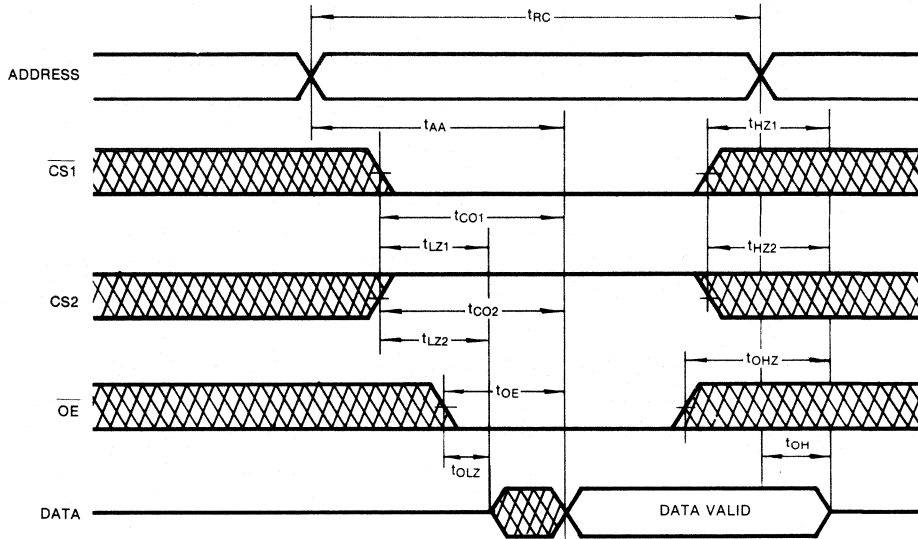 tRC
ADDRESS
tAA
tHZ1
CS1
tCO1
tLZ1
tHZ2
CS2
tCO2
tLZ2
tOHZ
OE
tOE
tOLZ
tOH
DATA
DATA VALID